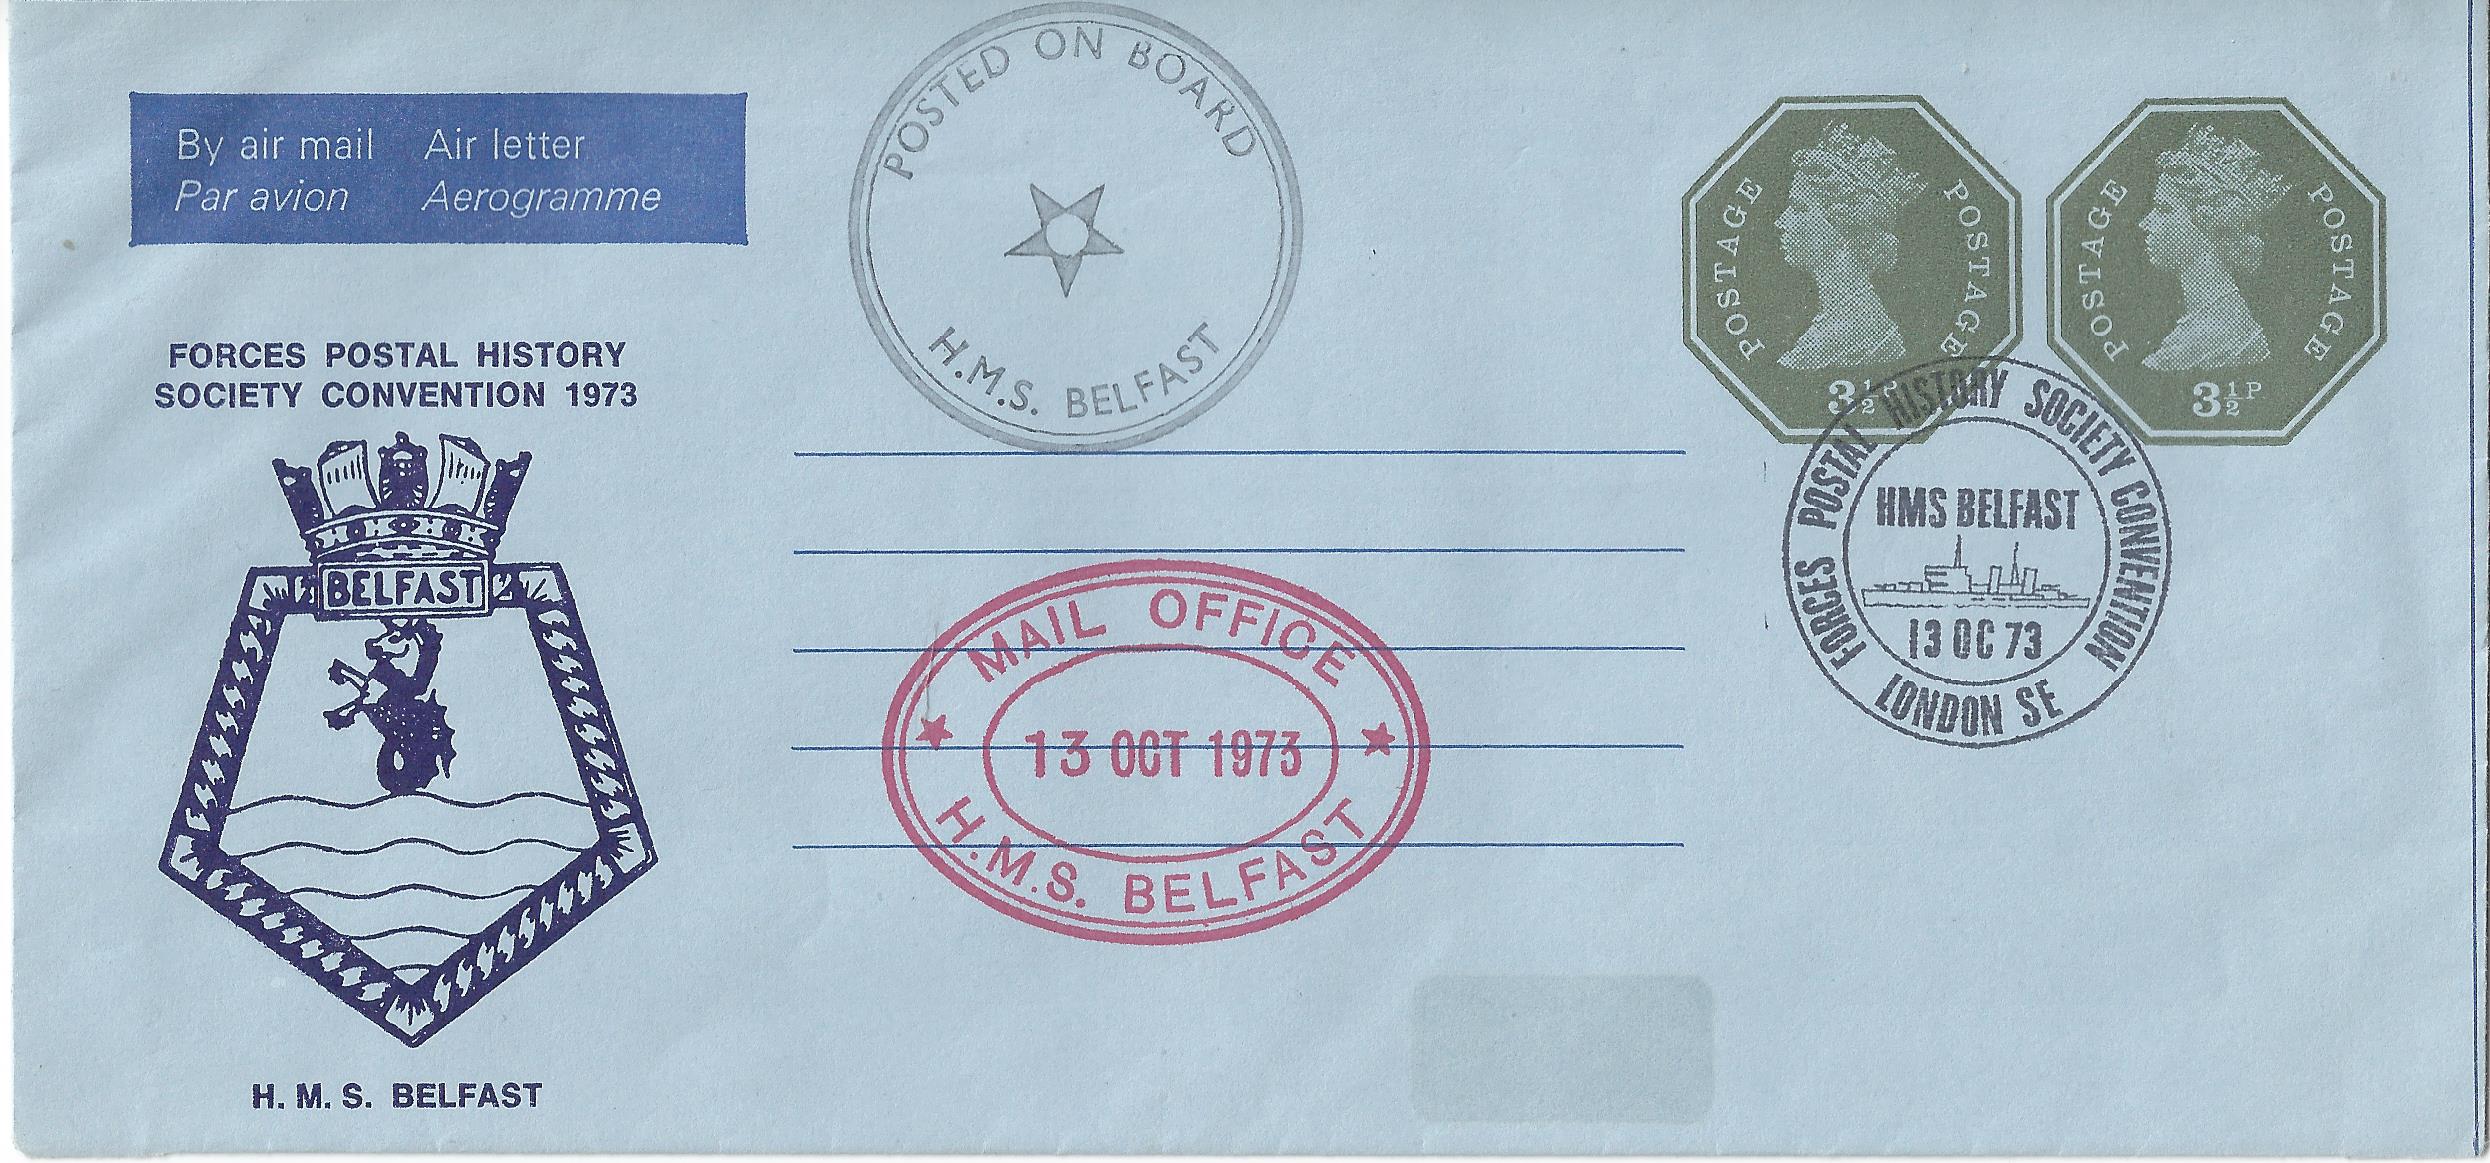 By air mail Air letter
Par avion Aerogramme
FORCES POSTAL HISTORY
SOCIETY CONVENTION 1973
BELFAST
H. M. S. BELFAST
POSTED ON BOARD
H.M.S. BELFAST
MAIL OFFICE
13 OCT 1973
H.M.S. BELFAST
POSTAGE POSTAGE
3½P
POSTAGE POSTAGE
3½P
FORCES POSTAL HISTORY SOCIETY CONVENTION
HMS BELFAST
13 OC 73
LONDON SE